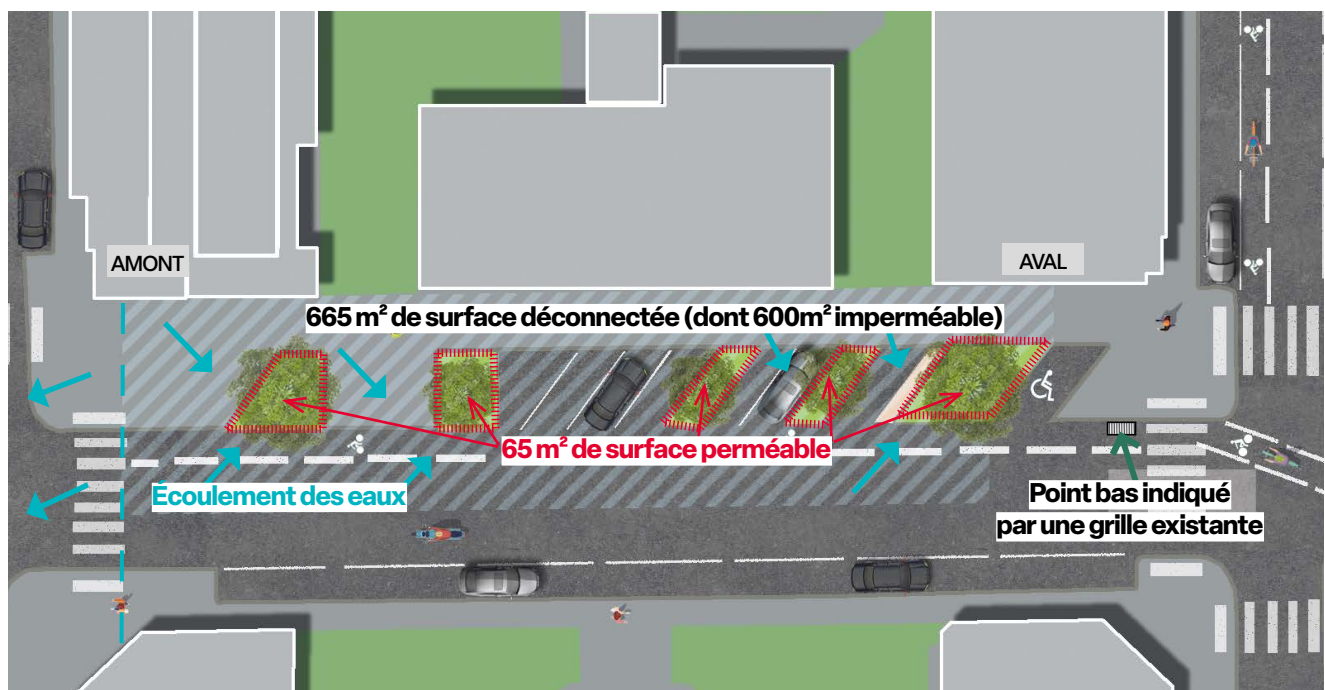 AMONT
AVAL
665 m² de surface déconnectée (dont 600m² imperméable)
65 m² de surface perméable
Écoulement des eaux
Point bas indiqué
par une grille existante